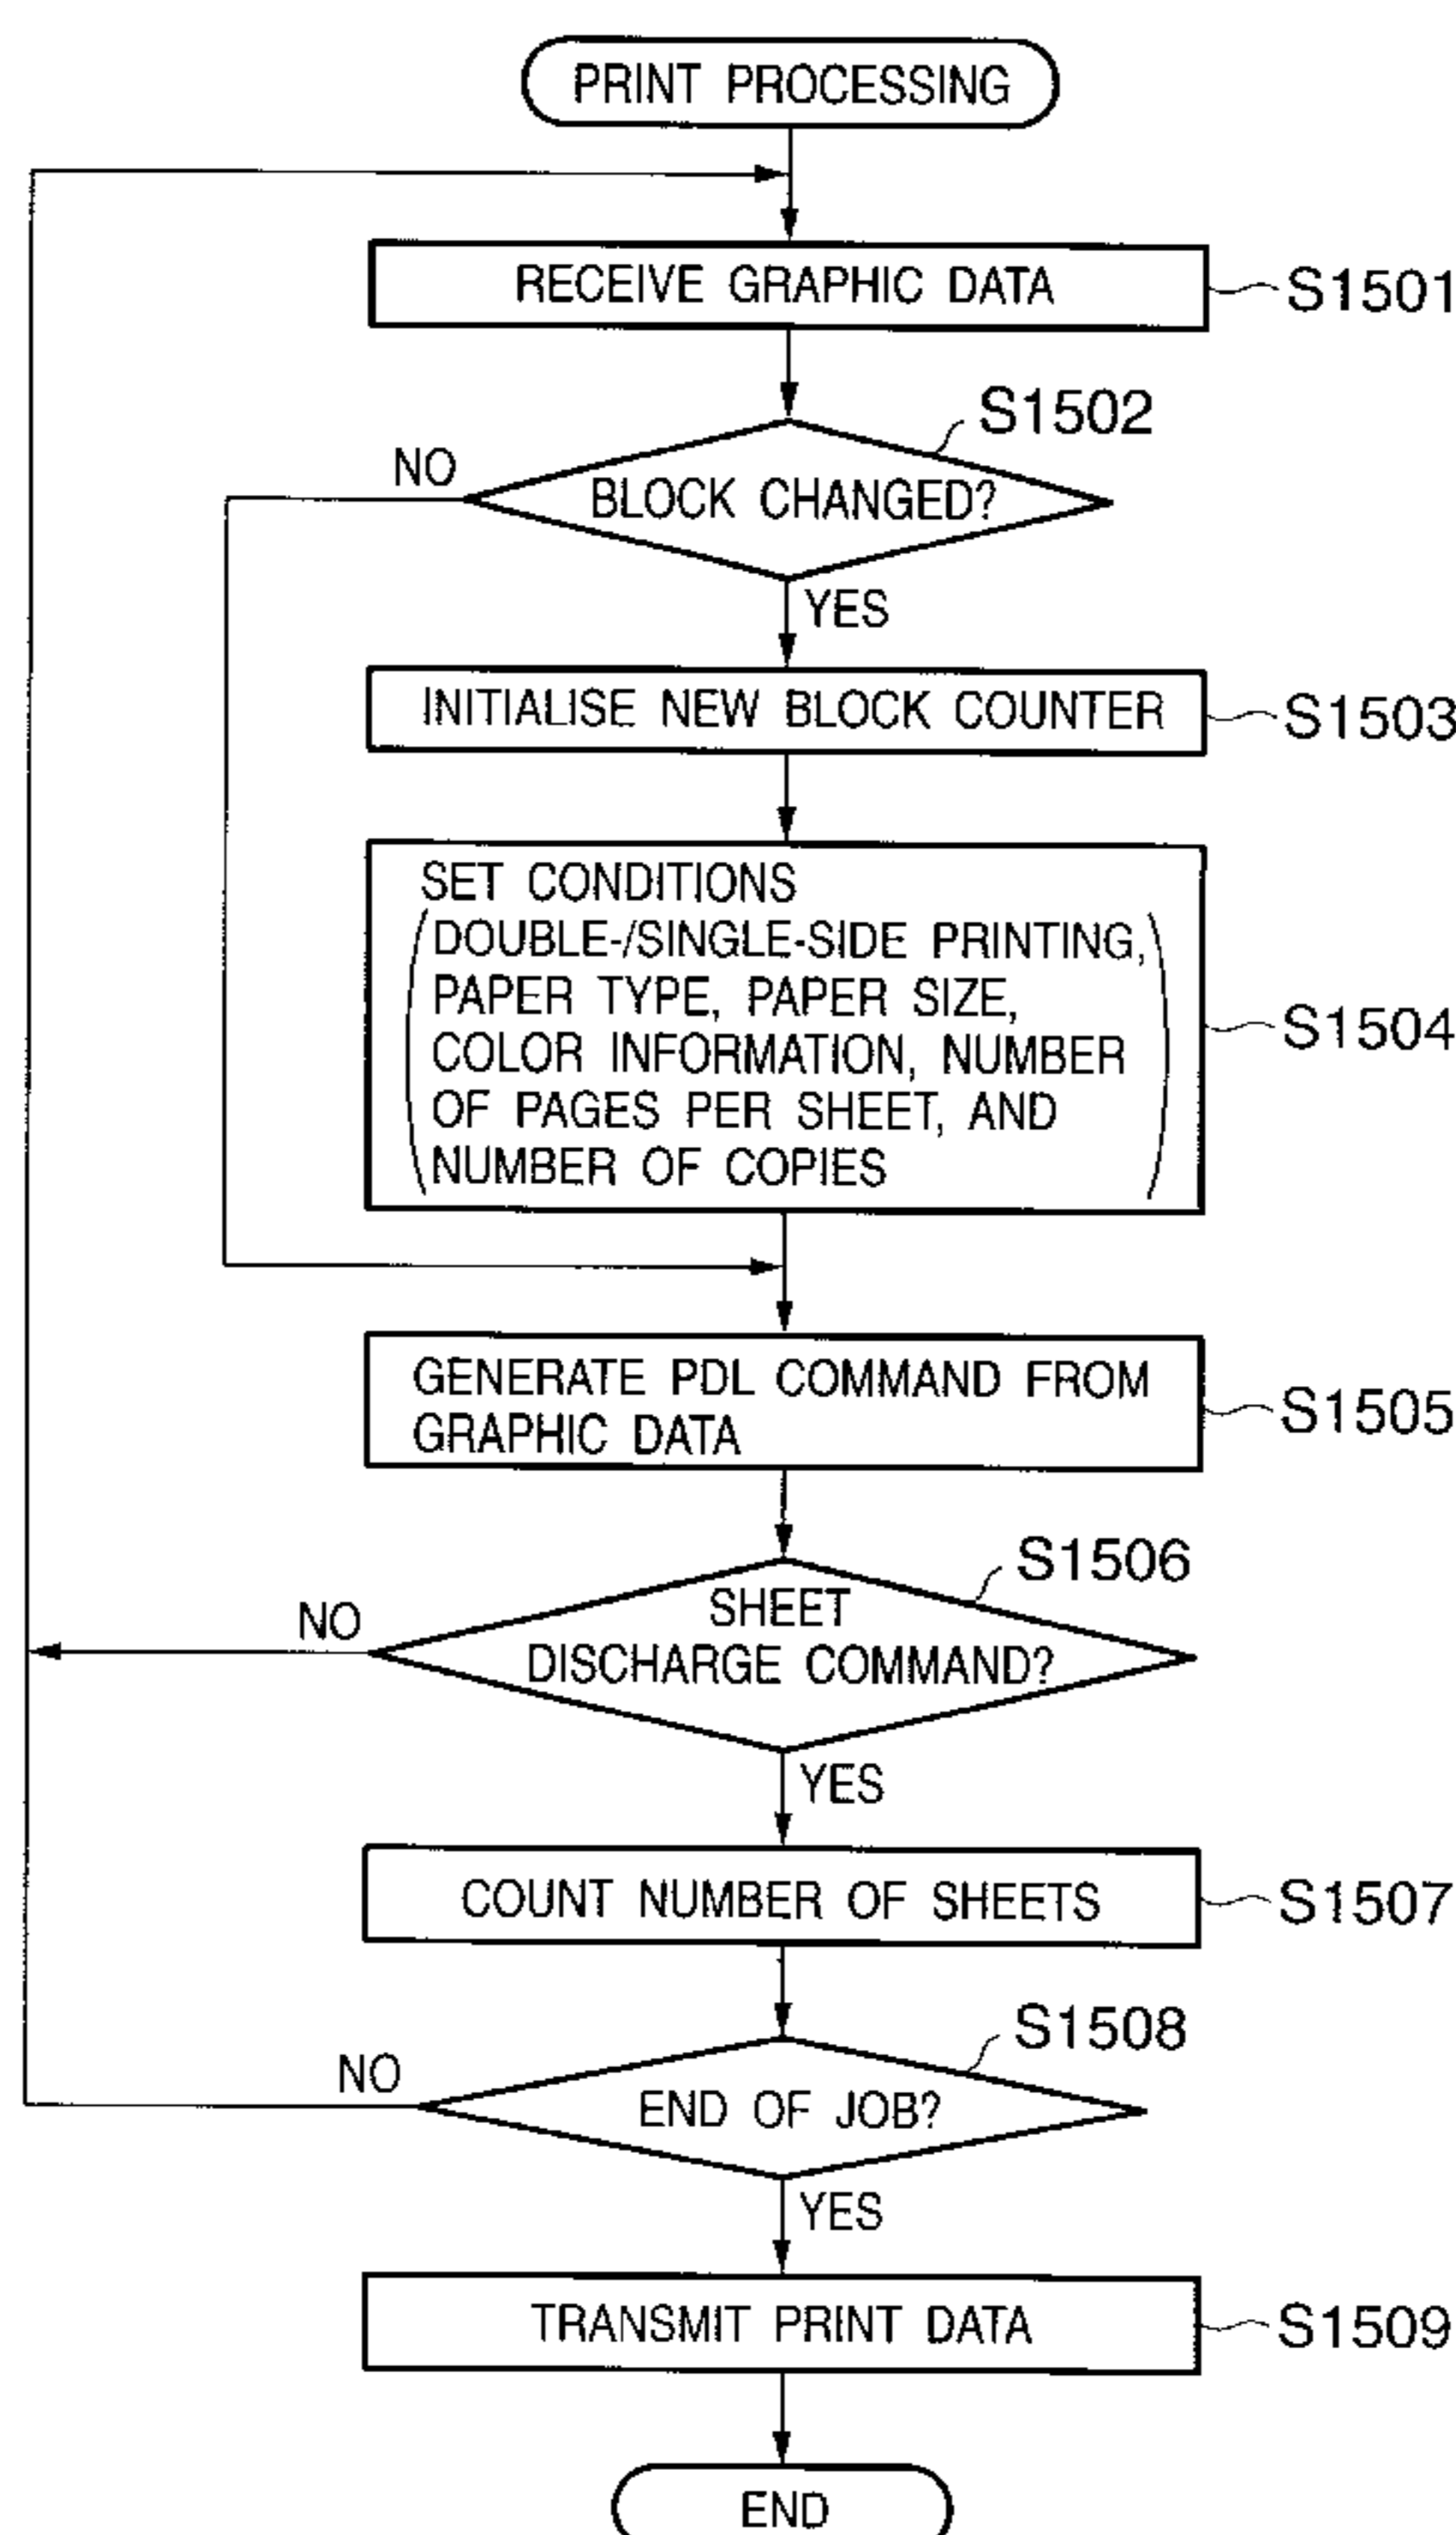 PRINT PROCESSING
RECEIVE GRAPHIC DATA
S1501
S1502
NO
BLOCK CHANGED?
YES
INITIALISE NEW BLOCK COUNTER
S1503
SET CONDITIONS
DOUBLE-/SINGLE-SIDE PRINTING,
PAPER TYPE, PAPER SIZE,
COLOR INFORMATION, NUMBER
OF PAGES PER SHEET, AND
NUMBER OF COPIES
S1504
GENERATE PDL COMMAND FROM
GRAPHIC DATA
S1505
S1506
NO
SHEET
DISCHARGE COMMAND?
YES
COUNT NUMBER OF SHEETS
S1507
S1508
NO
END OF JOB?
YES
TRANSMIT PRINT DATA
S1509
END